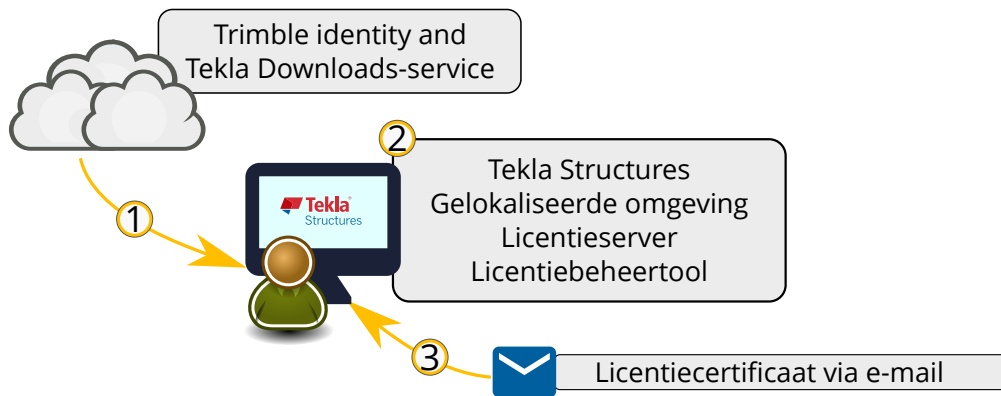 Trimble identity and
Tekla Downloads-service
2
Tekla Structures
Gelokaliseerde omgeving
Licentieserver
Licentiebeheertool
Tekla®
Structures
1
3
Licentiecertificaat via e-mail